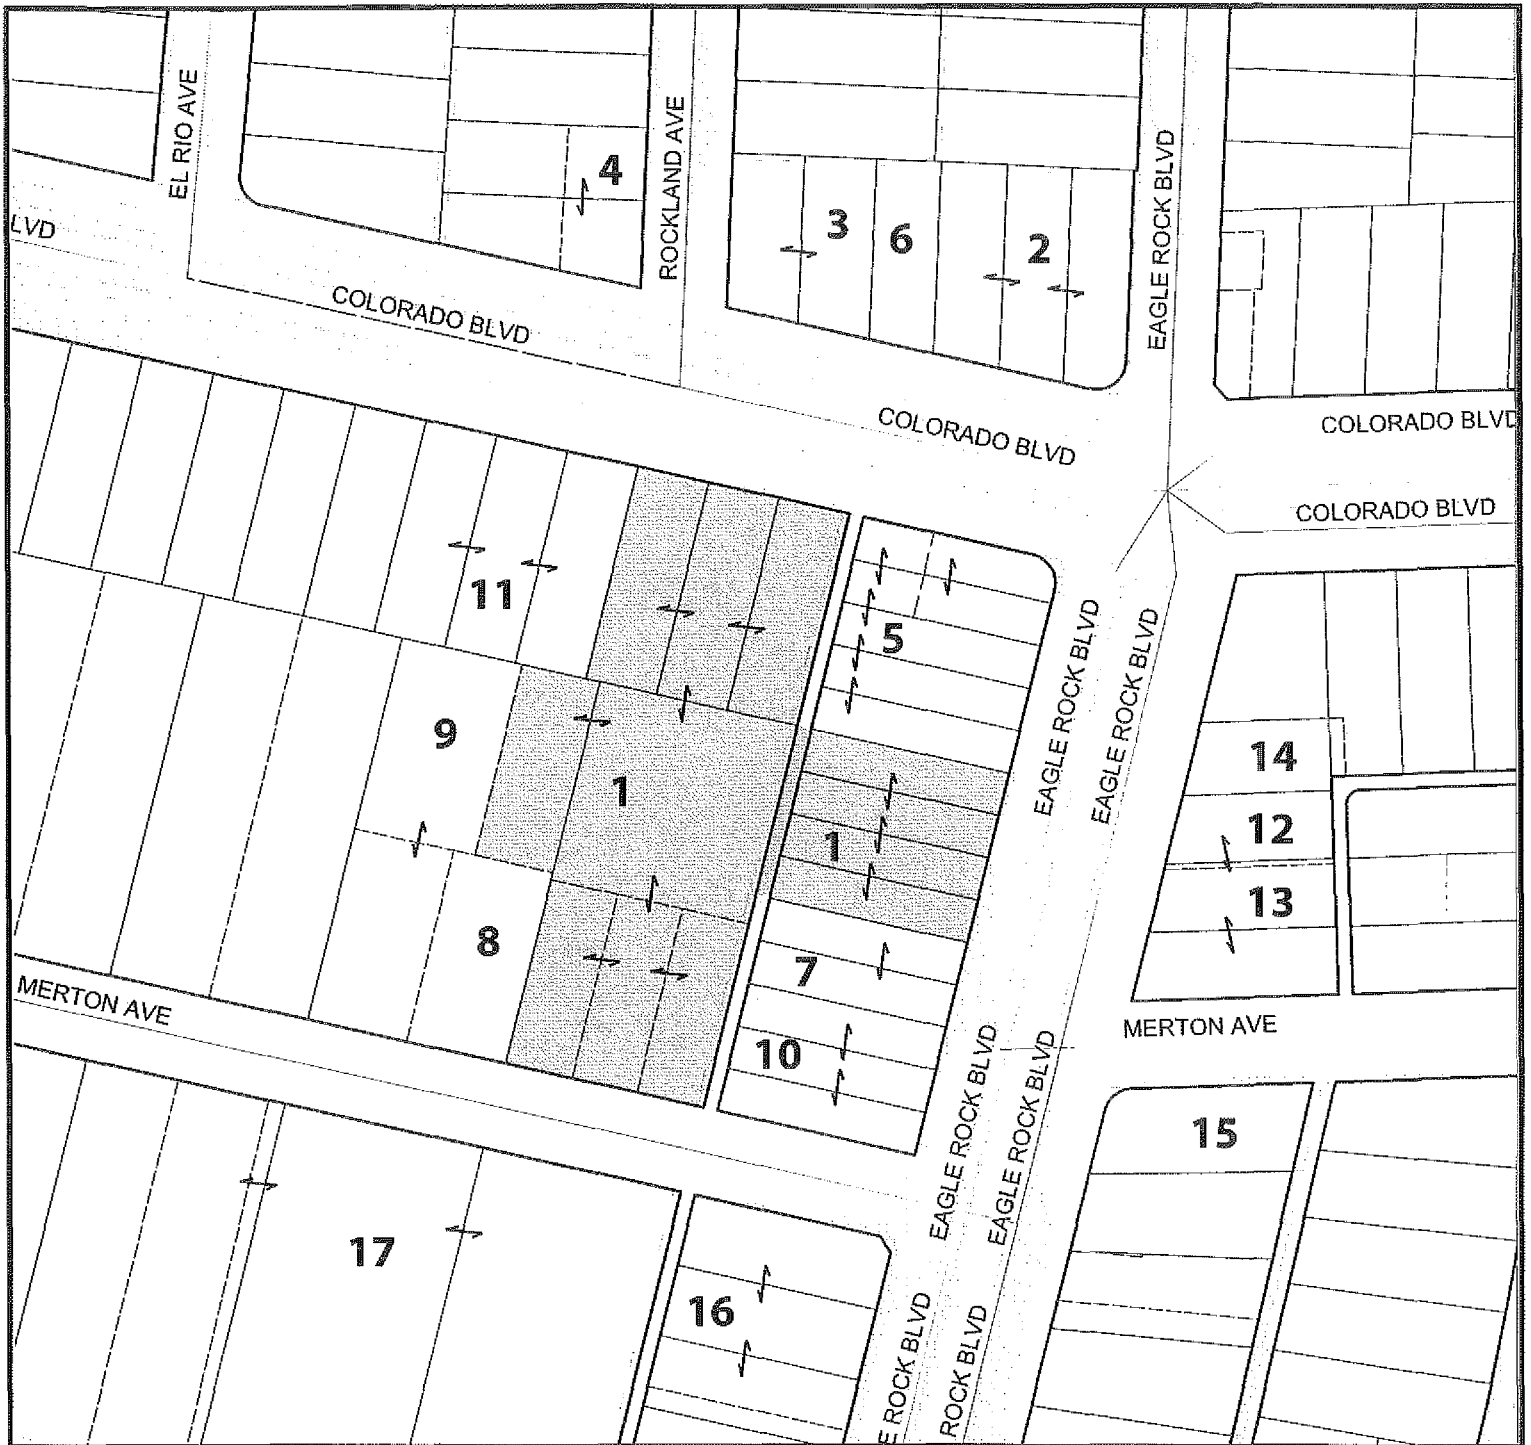 EL RIO AVE
ROCKLAND AVE
EAGLE ROCK BLVD
4
3
6
2
LVD
COLORADO BLVD
COLORADO BLVD
COLORADO BLVD
COLORADO BLVD
11
5
EAGLE ROCK BLVD
EAGLE ROCK BLVD
9
1
1
14
12
13
8
7
10
MERTON AVE
MERTON AVE
EAGLE ROCK BLVD
EAGLE ROCK BLVD
15
17
16
E ROCK BLVD
ROCK BLVD